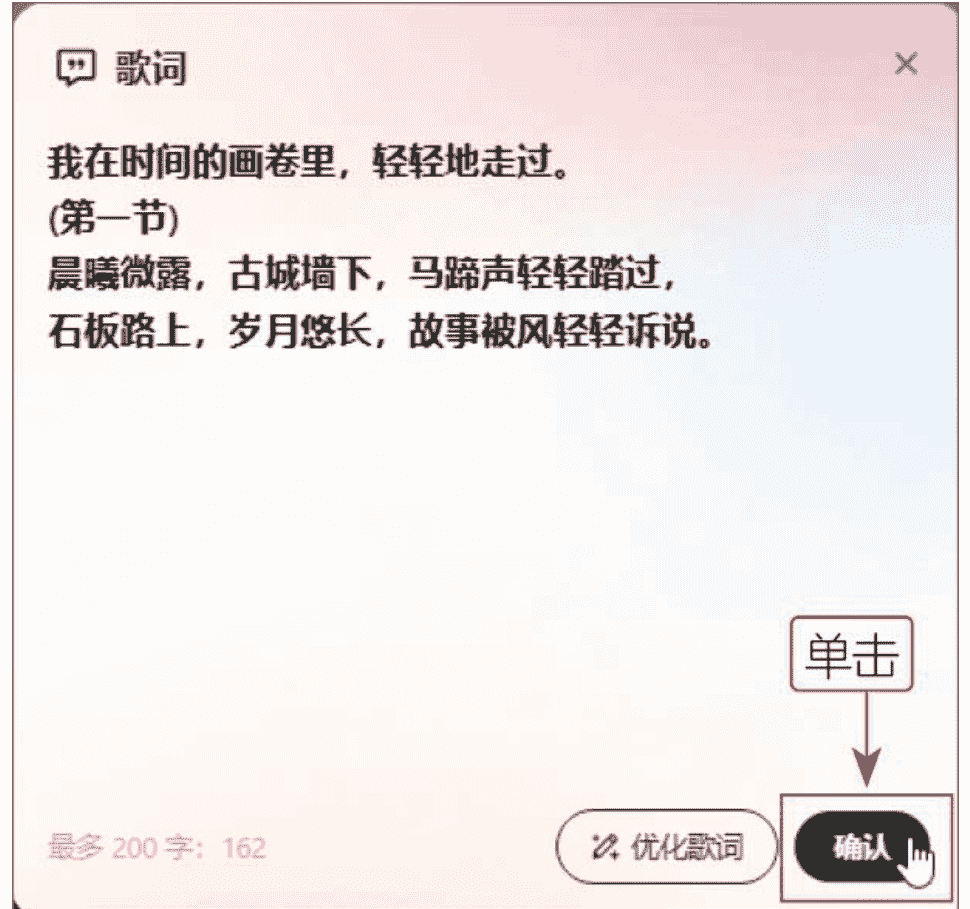 歌词
我在时间的画卷里，轻轻地走过。
(第一节)
晨曦微露，古城墙下，马蹄声轻轻踏过，
石板路上，岁月悠长，故事被风轻轻诉说。
单击
最多 200 字：162
优化歌词
确认